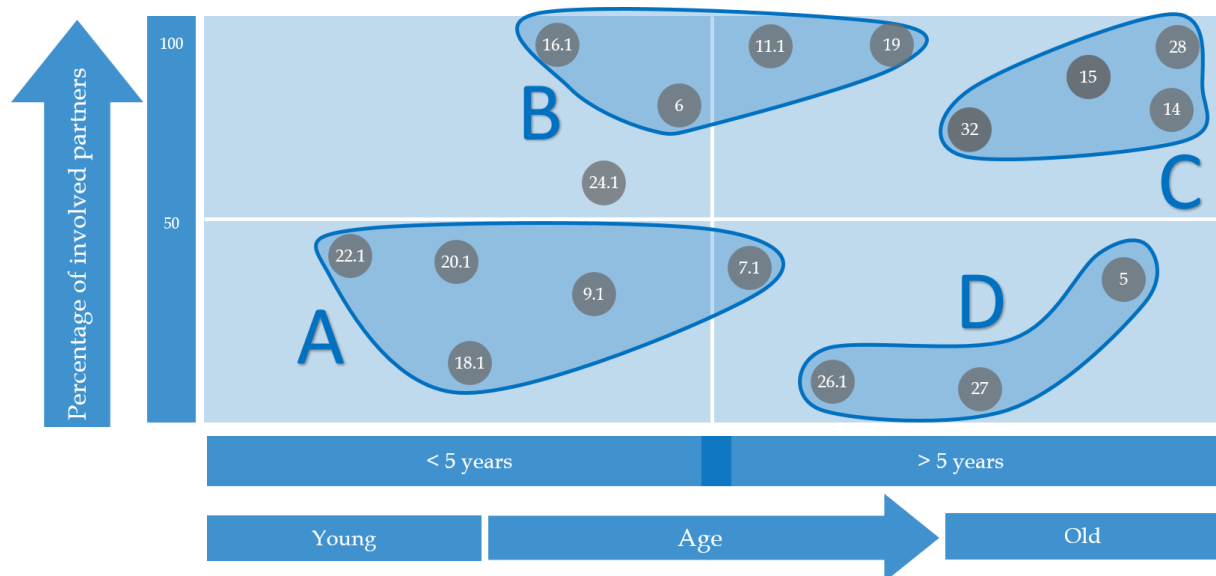 Percentage of involved partners
100
50
16.1
11.1
19
28
15
6
14
32
B
24.1
C
22.1
20.1
7.1
9.1
5
D
A
18.1
26.1
27
< 5 years
> 5 years
Young
Age
Old